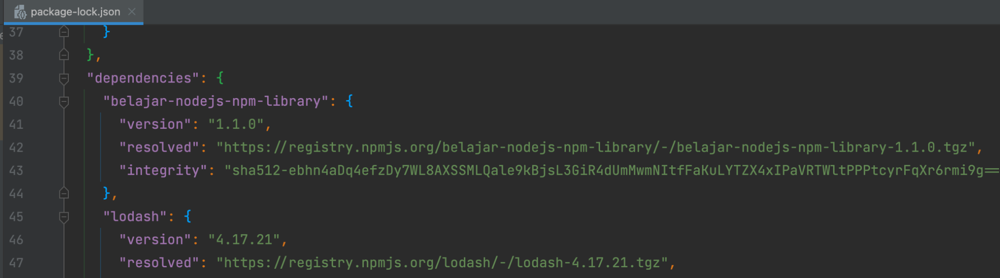 package-lock.json
37 }
38 },
39 "dependencies": {
40 "belajar-nodejs-npm-library": {
41 "version": "1.1.0",
42 "resolved": "https://registry.npmjs.org/belajar-nodejs-npm-library/-/belajar-nodejs-npm-library-1.1.0.tgz",
43 "integrity": "sha512-ebhn4aDq4efzDy7WL8AXSSMLQale9kBjsL3GiR4dUmMwmNItfFaKuLYTZX4xIPaVRTWltPPPtcyrFqXr6rmi9g==
44 },
45 "lodash": {
46 "version": "4.17.21",
47 "resolved": "https://registry.npmjs.org/lodash/-/lodash-4.17.21.tgz",